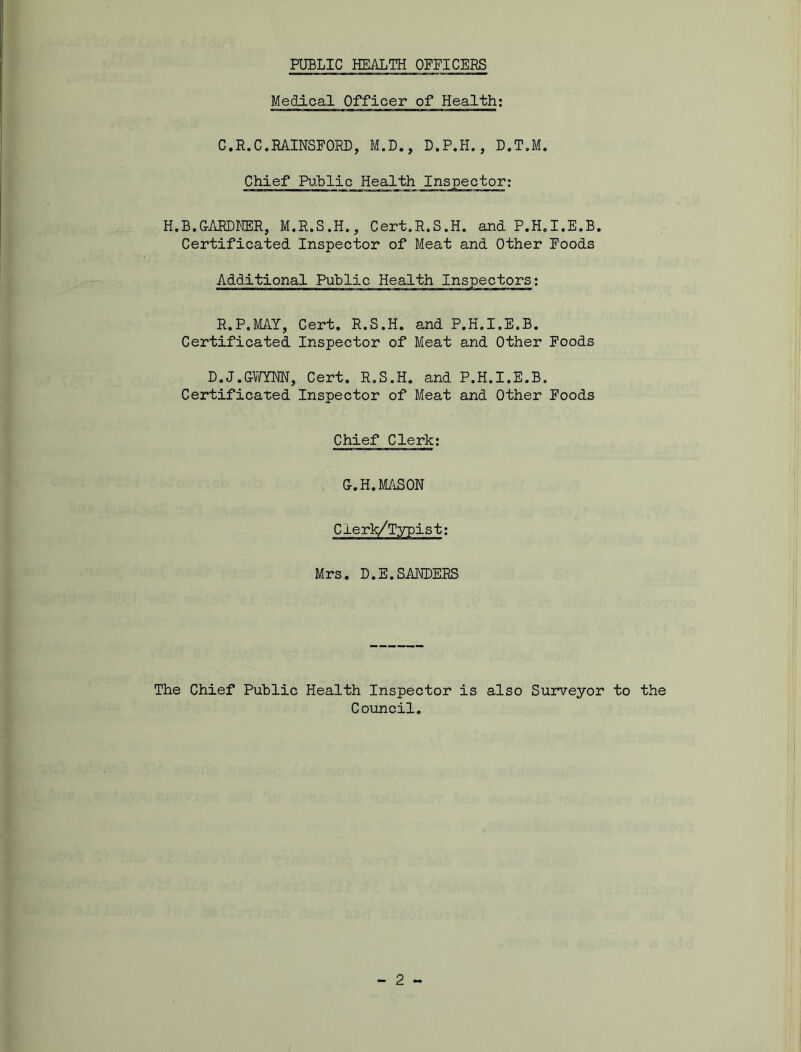 PUBLIC HEALTH OFFICERS
Medical Officer of Health:
C.R.C.RAINSFORD, M.D., D.P.H., D.T.M.
Chief Public Health Inspector:
H.B.GARDNER, M.R.S.H., Cert.R.S.H. and P.H.I.E.B.
Certificated Inspector of Meat and Other Foods
Additional Public Health Inspectors:
R.P.MAY, Cert. R.S.H. and P.H.I.E.B.
Certificated Inspector of Meat and Other Foods
D.J.GWYNN, Cert. R.S.H. and P.H.I.E.B.
Certificated Inspector of Meat and Other Foods
Chief Clerk:
G.H.MASON
Clerk/Typist:
Mrs. D.E.SANDERS
The Chief Public Health Inspector is also Surveyor to the
Council.
- 2 -